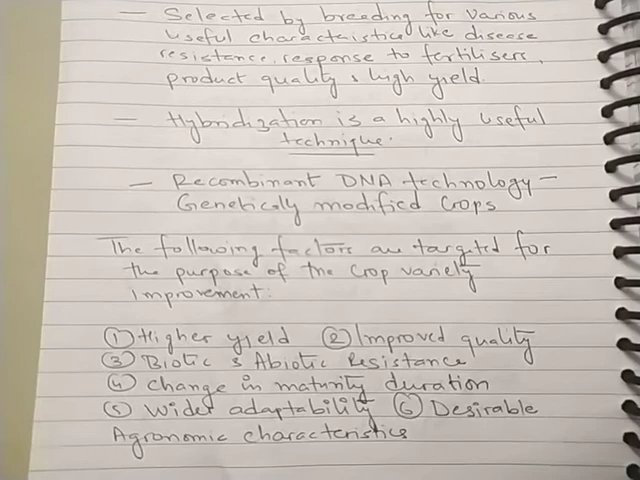 — Selected by breeding for various
useful characteristics like disease
resistance, response to fertilisers,
product quality & high yield.
— Hybridization is a highly useful
technique.
— Recombinant DNA technology –
Genetically modified Crops
The following factors are targeted for
the purpose of the Crop variety
improvement:
① Higher yield ② Improved quality
③ Biotic & Abiotic Resistance
④ change in maturity duration
⑤ Wider adaptability ⑥ Desirable
Agronomic characteristics